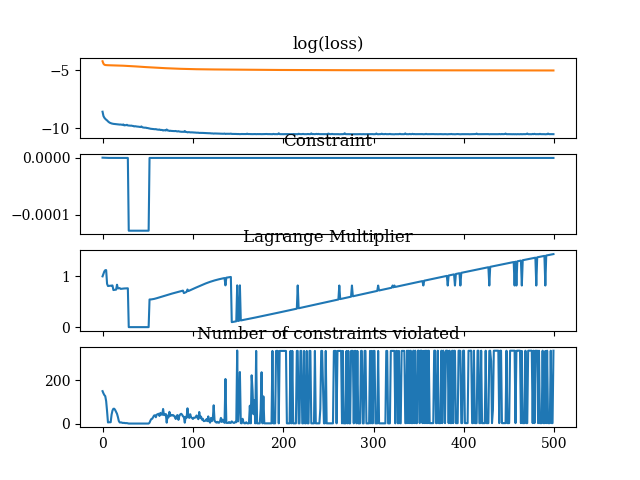 log(loss)
−5
−10
Constraint
0.0000
−0.0001
Lagrange Multiplier
1
0
Number of constraints violated
200
0
0 100 200 300 400 500